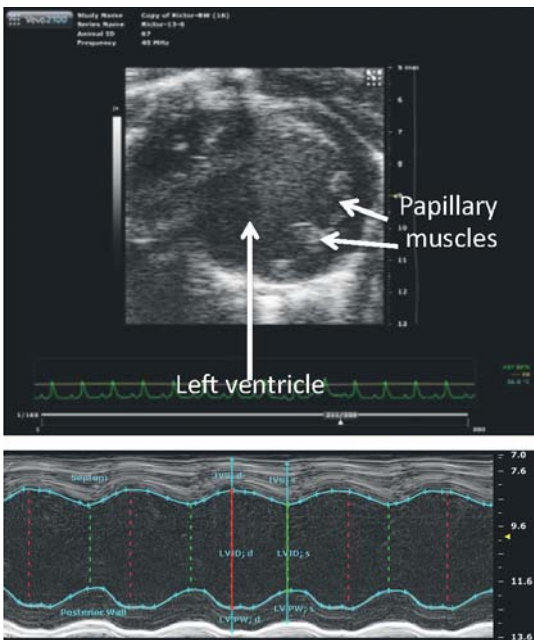 Vevo2100
Study Name Copy of Rictor-BW (1A)
Series Name Rictor-13-6
Animal ID 67
Frequency 40 MHz
5 mm
6
7
8
9
10
11
12
13
Papillary
muscles
Left ventricle
7.0
7.6
9.6
11.6
13.6
Septum
IVS; d
IVS; s
LVID; d
LVID; s
Posterior Wall
LVPW; d
LVPW; s